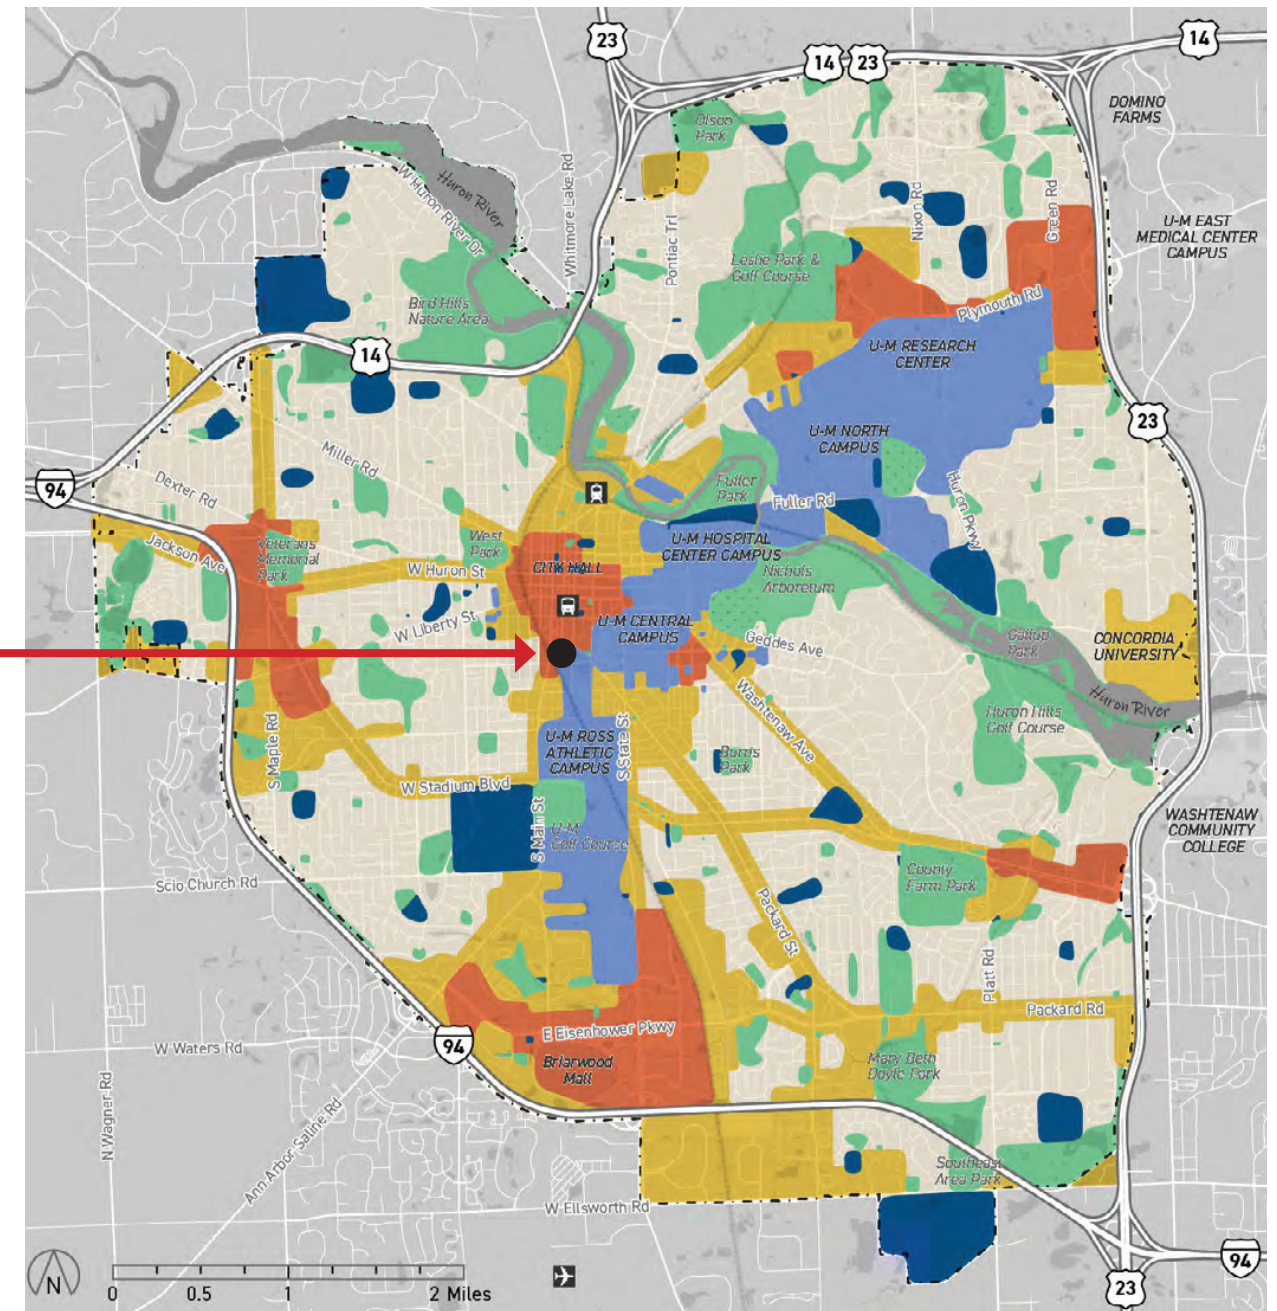 23
14
14
23
DOMINO
FARMS
Olson
Park
Huron River
W Huron River Dr
Whitmore Lake Rd
Pontiac Trl
Nixon Rd
Green Rd
U-M EAST
MEDICAL CENTER
CAMPUS
Leslie Park &
Golf Course
Bird Hills
Nature Area
Plymouth Rd
14
U-M RESEARCH
CENTER
23
U-M NORTH
CAMPUS
Miller Rd
94
Dexter Rd
Fuller
Park
Fuller Rd
Huron Pkwy
Jackson Ave
Veterans
Memorial
Park
West
Park
U-M HOSPITAL
CENTER CAMPUS
W Huron St
CITY HALL
Nichols
Arboretum
W Liberty St
U-M CENTRAL
CAMPUS
Geddes Ave
Gallup
Park
CONCORDIA
UNIVERSITY
Huron River
Washtenaw Ave
Huron Hills
Golf Course
S Maple Rd
U-M ROSS
ATHLETIC
CAMPUS
S State St
Burns
Park
W Stadium Blvd
S Main St
U-M
Golf Course
WASHTENAW
COMMUNITY
COLLEGE
Scio Church Rd
County
Farm Park
Packard St
Platt Rd
Packard Rd
E Eisenhower Pkwy
W Waters Rd
94
Briarwood
Mall
Mary Beth
Doyle Park
N Wagner Rd
Ann Arbor Saline Rd
Southeast
Area Park
W Ellsworth Rd
94
N
0 0.5 1 2 Miles
23